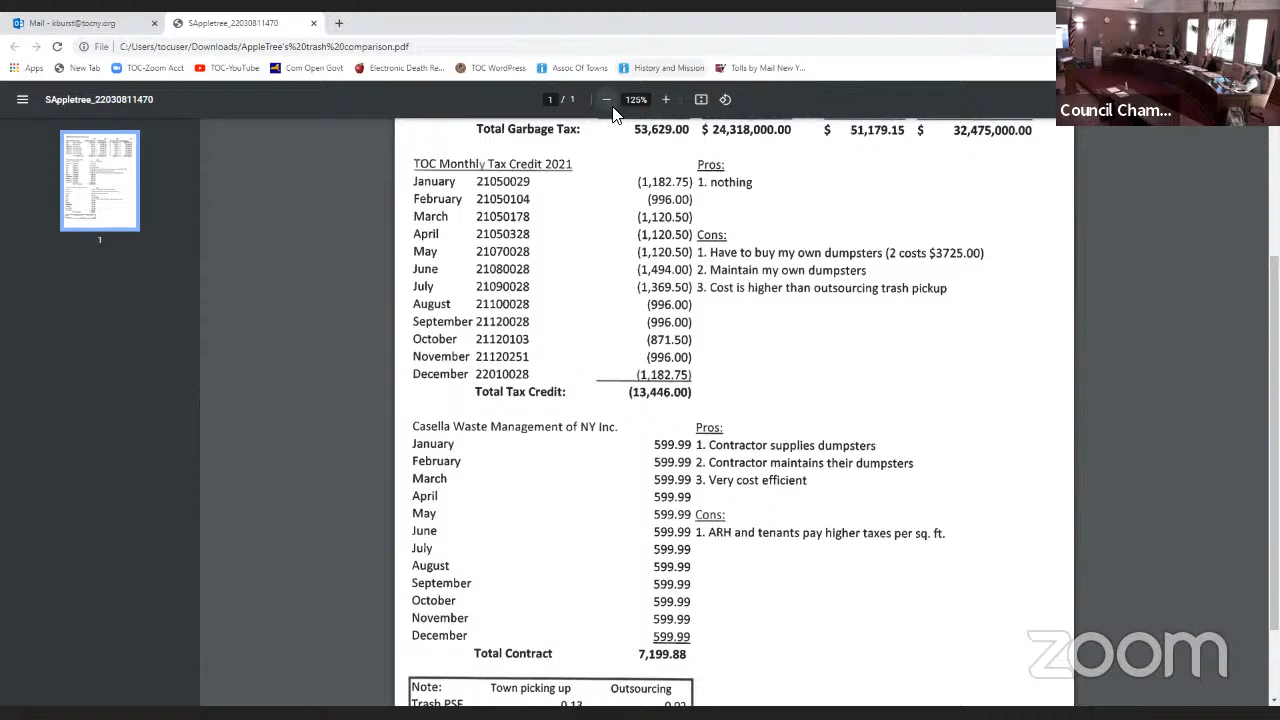 Mail - kburst@tocny.org
SAppletree_22030811470
File
C:/Users/tocuser/Downloads/AppleTree's%20trash%20comparison.pdf
Apps
New Tab
TOC-Zoom Acct
TOC-YouTube
Com Open Govt
Electronic Death Re...
TOC WordPress
Assoc Of Towns
History and Mission
Tolls by Mail New Y...
SAppletree_22030811470
1 / 1
125%
Council Cham...
1
Total Garbage Tax: 53,629.00 $ 24,318,000.00 $ 51,179.15 $ 32,475,000.00
TOC Monthly Tax Credit 2021 Pros:
January 21050029 (1,182.75) 1. nothing
February 21050104 (996.00)
March 21050178 (1,120.50)
April 21050328 (1,120.50) Cons:
May 21070028 (1,120.50) 1. Have to buy my own dumpsters (2 costs $3725.00)
June 21080028 (1,494.00) 2. Maintain my own dumpsters
July 21090028 (1,369.50) 3. Cost is higher than outsourcing trash pickup
August 21100028 (996.00)
September 21120028 (996.00)
October 21120103 (871.50)
November 21120251 (996.00)
December 22010028 (1,182.75)
Total Tax Credit: (13,446.00)
Casella Waste Management of NY Inc. Pros:
January 599.99 1. Contractor supplies dumpsters
February 599.99 2. Contractor maintains their dumpsters
March 599.99 3. Very cost efficient
April 599.99
May 599.99 Cons:
June 599.99 1. ARH and tenants pay higher taxes per sq. ft.
July 599.99
August 599.99
September 599.99
October 599.99
November 599.99
December 599.99
Total Contract 7,199.88
Note: Town picking up Outsourcing
Trash PSF 0.13 0.02
zoom